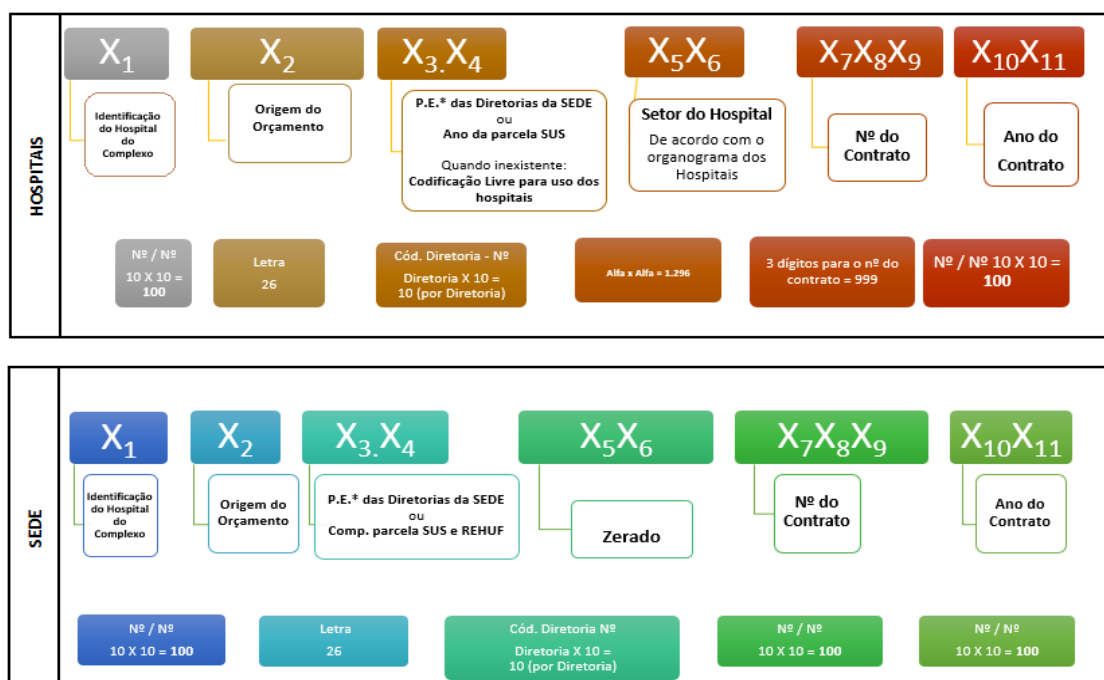 HOSPITAIS
X1
X2
X3.X4
X5X6
X7X8X9
X10X11
Identificação
do Hospital
do
Complexo
Origem do
Orçamento
P.E.* das Diretorias da SEDE
ou
Ano da parcela SUS
Quando inexistente:
Codificação Livre para uso dos
hospitais
Setor do Hospital
De acordo com o
organograma dos
Hospitais
Nº do
Contrato
Ano do
Contrato
Nº / Nº
10 X 10 =
100
Letra
26
Cód. Diretoria - Nº
Diretoria X 10 =
10 (por Diretoria)
Alfa x Alfa = 1.296
3 dígitos para o nº do
contrato = 999
Nº / Nº 10 X 10 =
100
SEDE
X1
X2
X3.X4
X5X6
X7X8X9
X10X11
Identificação
do Hospital
do
Complexo
Origem do
Orçamento
P.E.* das Diretorias da SEDE
ou
Comp. parcela SUS e REHUF
Zerado
Nº do
Contrato
Ano do
Contrato
Nº / Nº
10 X 10 = 100
Letra
26
Cód. Diretoria Nº
Diretoria X 10 =
10 (por Diretoria)
Nº / Nº
10 X 10 = 100
Nº / Nº
10 X 10 = 100